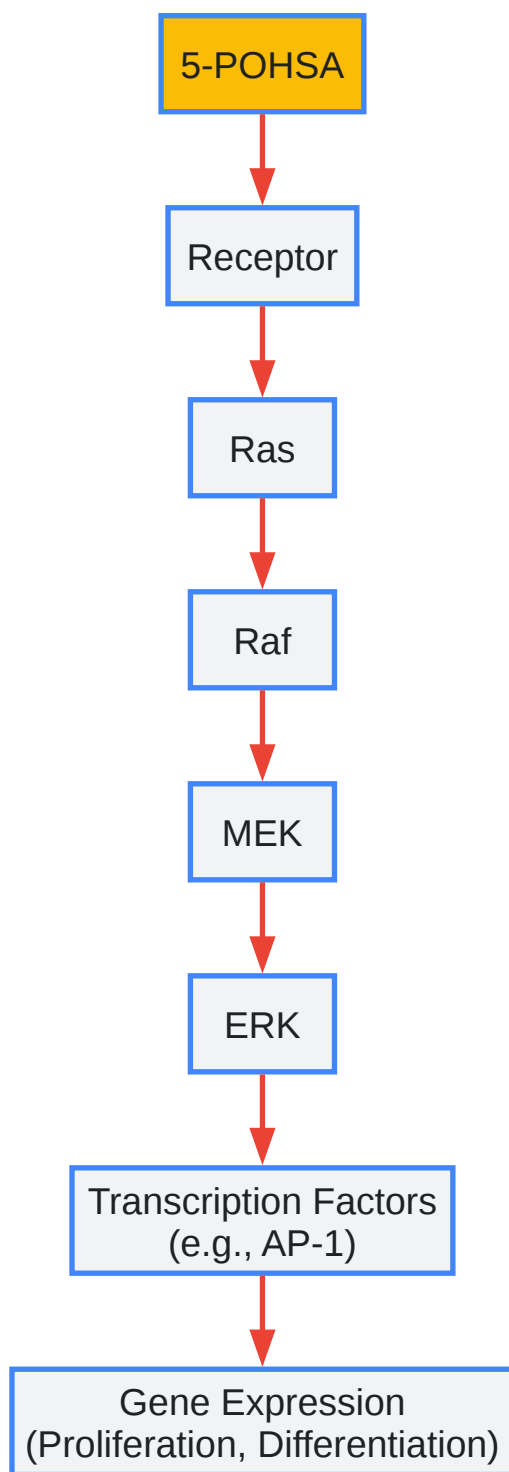 5-POHSA
Receptor
Ras
Raf
MEK
ERK
Transcription Factors
(e.g., AP-1)
Gene Expression
(Proliferation, Differentiation)